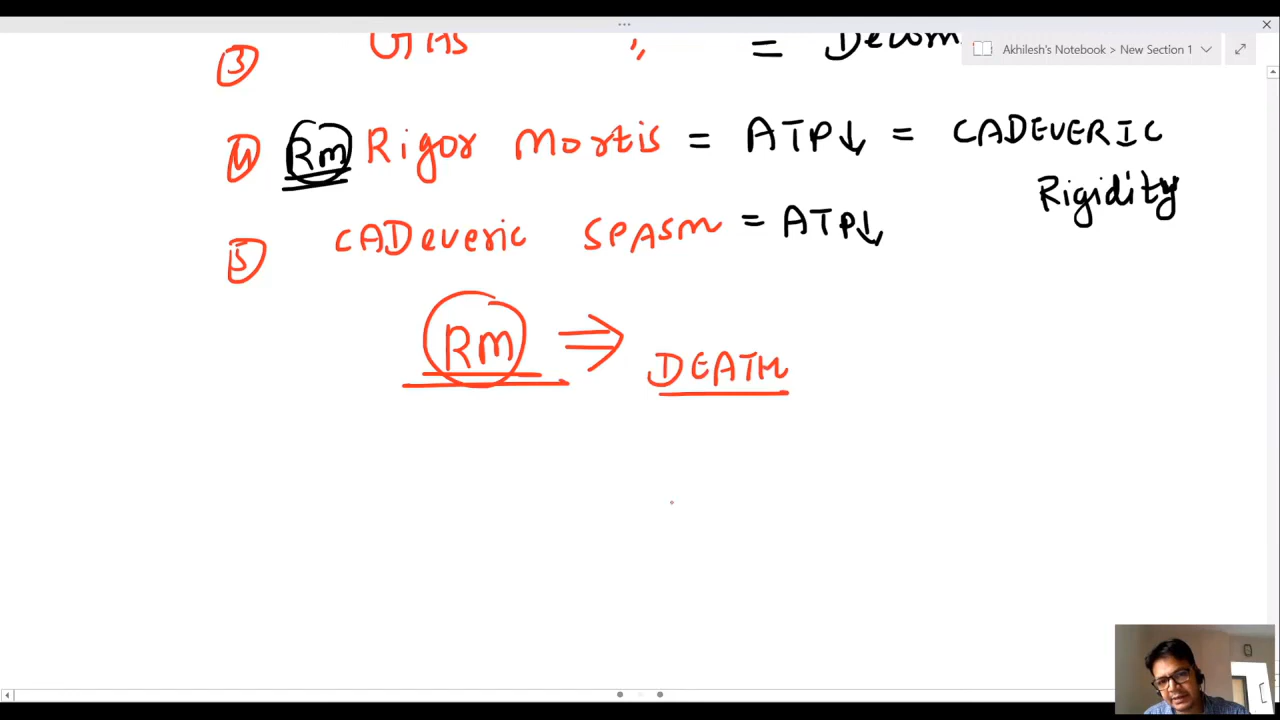 Akhilesh's Notebook > New Section 1
③ GAS ,, =
④ Rm Rigor mortis = ATP↓ = CADEVERIC
Rigidity
⑤ CADeveric SPASM = ATP↓
Rm ⇒ DEATH